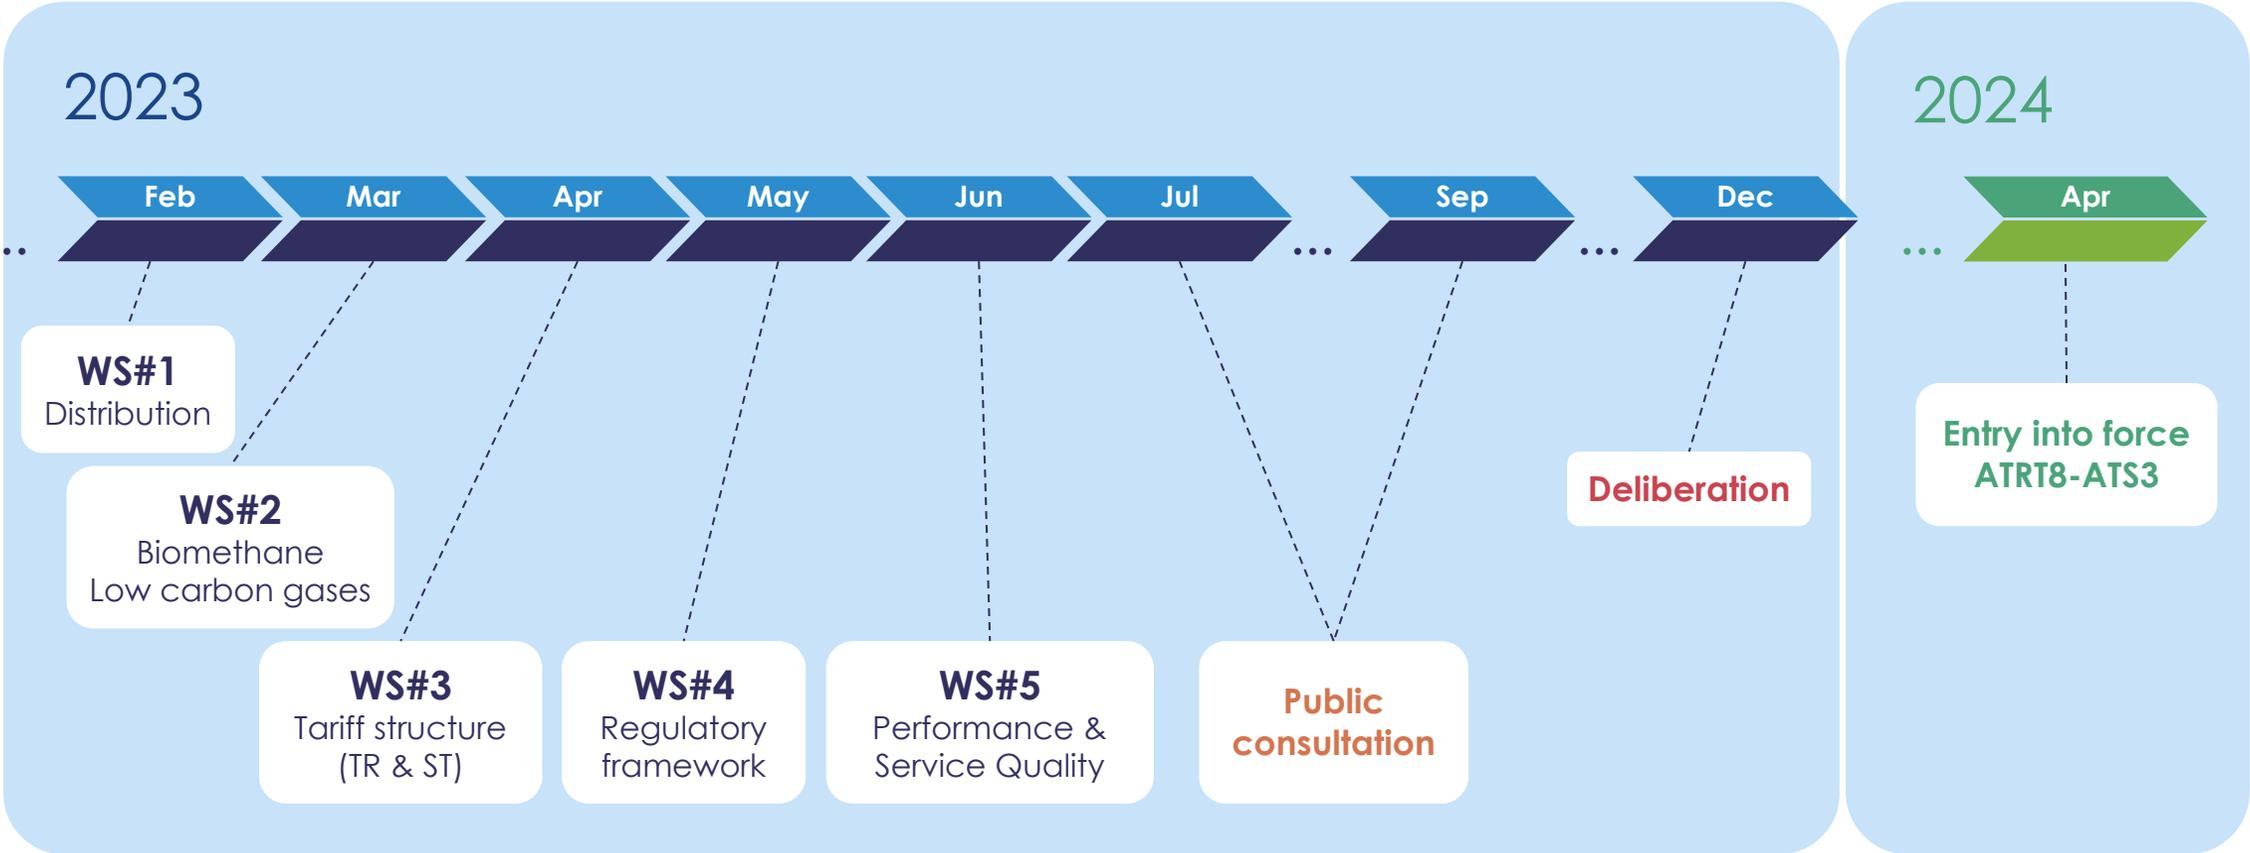 2023
2024
Feb
Mar
Apr
May
Jun
Jul
...
Sep
...
Dec
...
Apr
WS#1
Distribution
WS#2
Biomethane
Low carbon gases
WS#3
Tariff structure
(TR & ST)
WS#4
Regulatory
framework
WS#5
Performance &
Service Quality
Public
consultation
Deliberation
Entry into force
ATRT8-ATS3